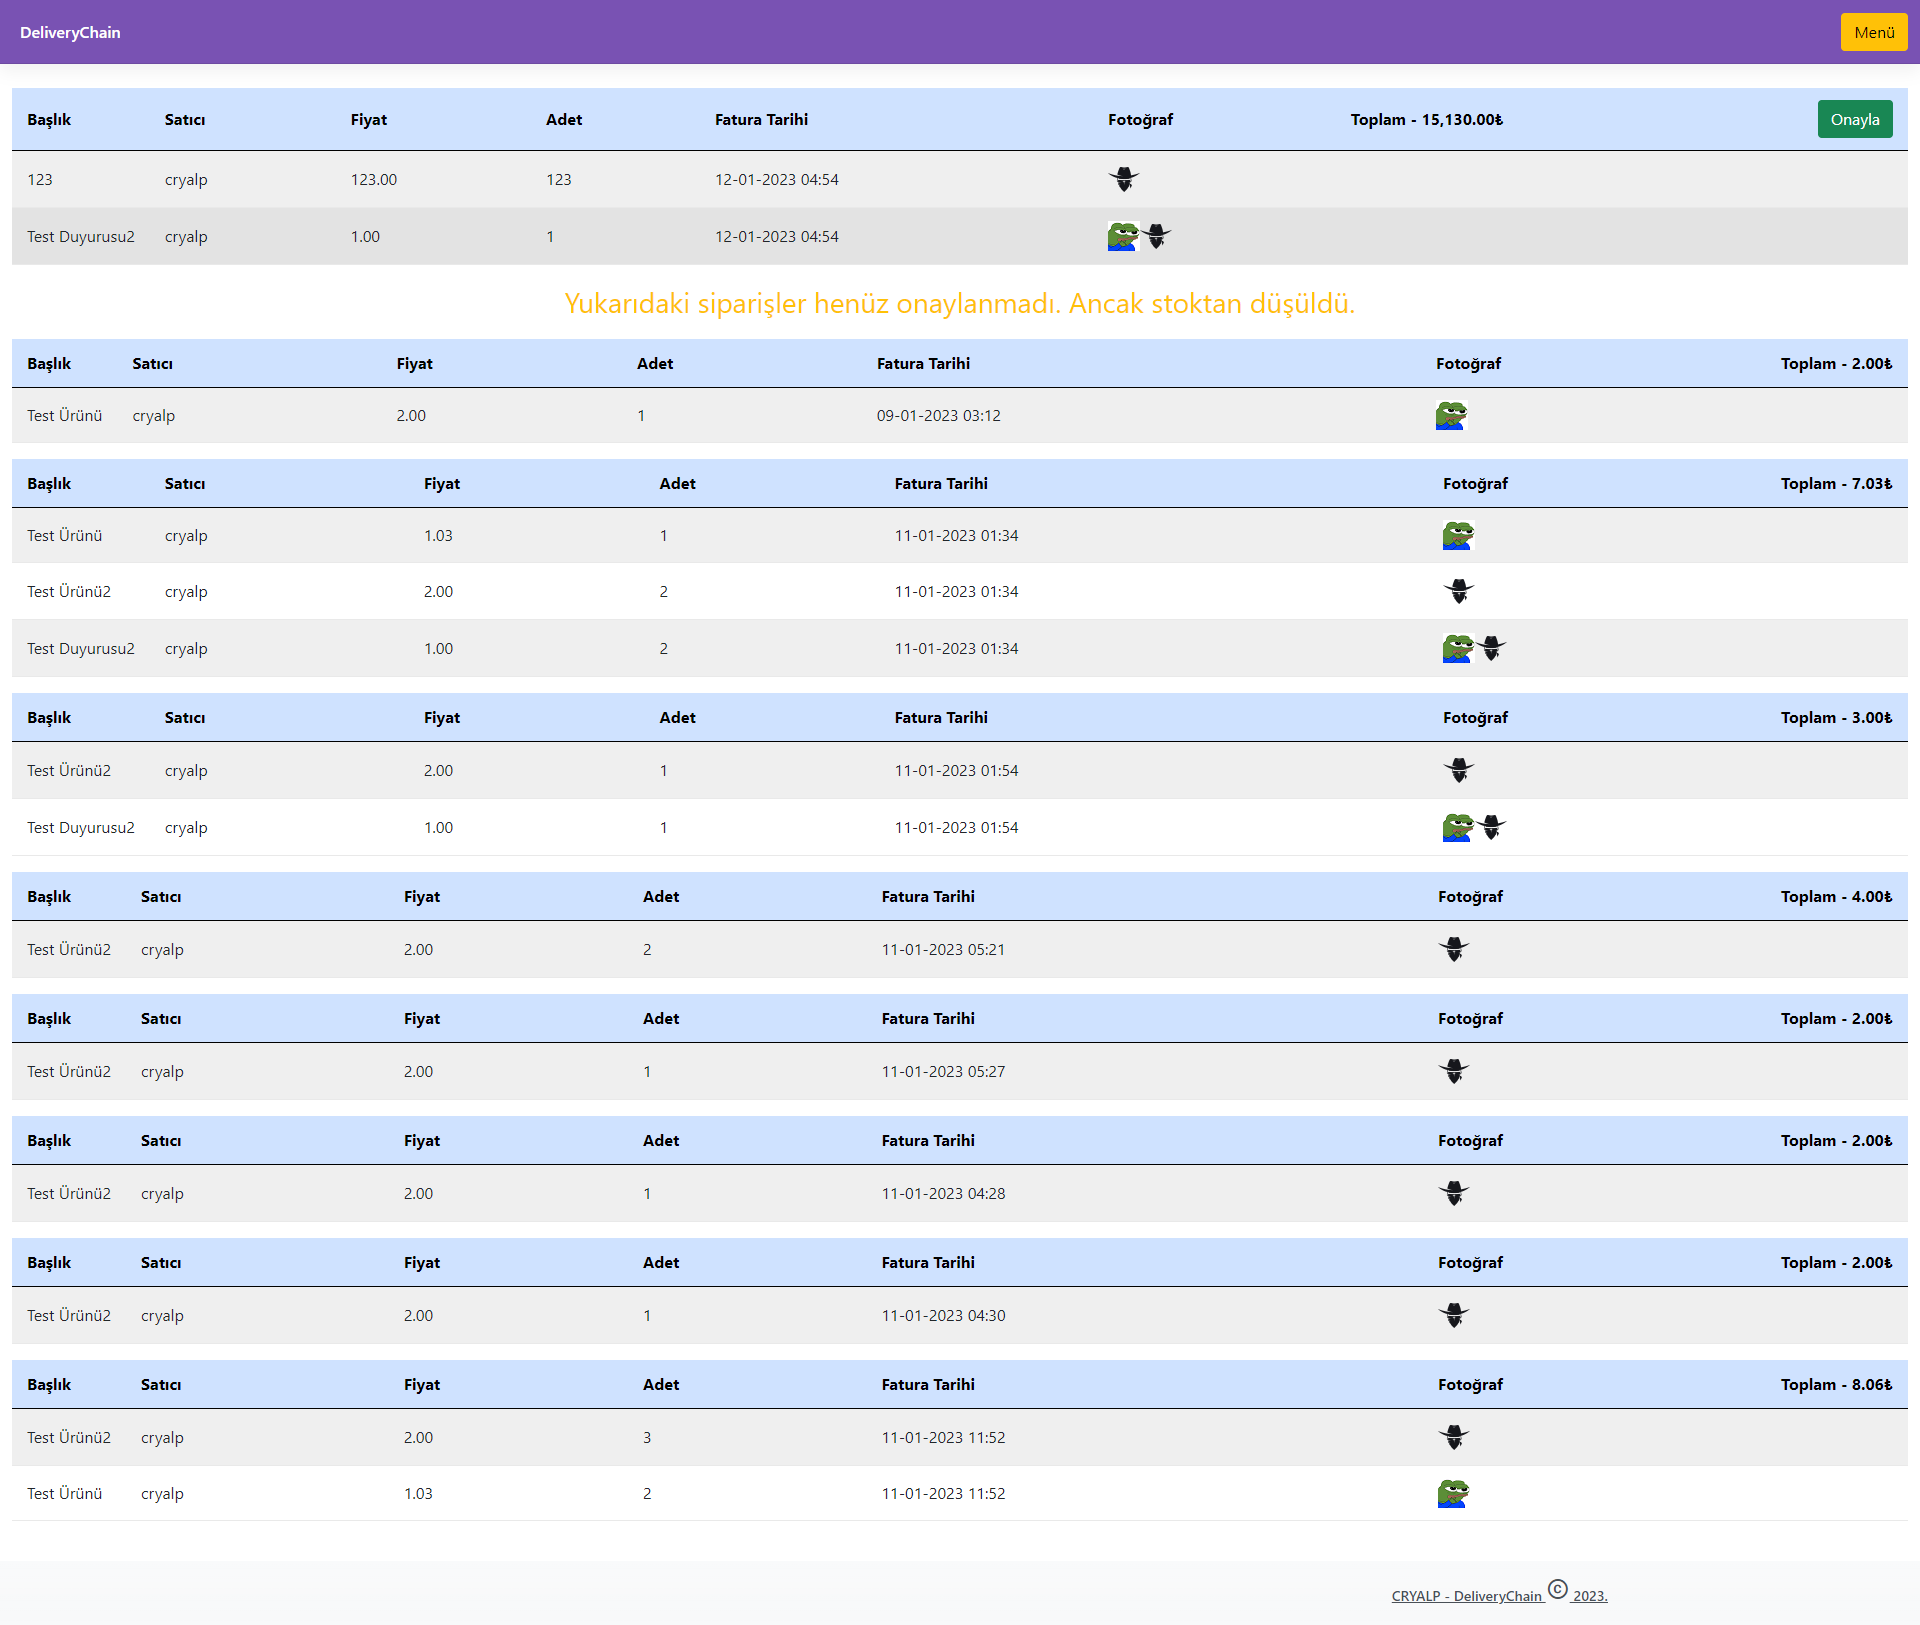 DeliveryChain Menü
Başlık Satıcı Fiyat Adet Fatura Tarihi Fotoğraf Toplam - 15,130.00₺ Onayla
123 cryalp 123.00 123 12-01-2023 04:54
Test Duyurusu2 cryalp 1.00 1 12-01-2023 04:54
Yukarıdaki siparişler henüz onaylanmadı. Ancak stoktan düşüldü.
Başlık Satıcı Fiyat Adet Fatura Tarihi Fotoğraf Toplam - 2.00₺
Test Ürünü cryalp 2.00 1 09-01-2023 03:12
Başlık Satıcı Fiyat Adet Fatura Tarihi Fotoğraf Toplam - 7.03₺
Test Ürünü cryalp 1.03 1 11-01-2023 01:34
Test Ürünü2 cryalp 2.00 2 11-01-2023 01:34
Test Duyurusu2 cryalp 1.00 2 11-01-2023 01:34
Başlık Satıcı Fiyat Adet Fatura Tarihi Fotoğraf Toplam - 3.00₺
Test Ürünü2 cryalp 2.00 1 11-01-2023 01:54
Test Duyurusu2 cryalp 1.00 1 11-01-2023 01:54
Başlık Satıcı Fiyat Adet Fatura Tarihi Fotoğraf Toplam - 4.00₺
Test Ürünü2 cryalp 2.00 2 11-01-2023 05:21
Başlık Satıcı Fiyat Adet Fatura Tarihi Fotoğraf Toplam - 2.00₺
Test Ürünü2 cryalp 2.00 1 11-01-2023 05:27
Başlık Satıcı Fiyat Adet Fatura Tarihi Fotoğraf Toplam - 2.00₺
Test Ürünü2 cryalp 2.00 1 11-01-2023 04:28
Başlık Satıcı Fiyat Adet Fatura Tarihi Fotoğraf Toplam - 2.00₺
Test Ürünü2 cryalp 2.00 1 11-01-2023 04:30
Başlık Satıcı Fiyat Adet Fatura Tarihi Fotoğraf Toplam - 8.06₺
Test Ürünü2 cryalp 2.00 3 11-01-2023 11:52
Test Ürünü cryalp 1.03 2 11-01-2023 11:52
CRYALP - DeliveryChain © 2023.